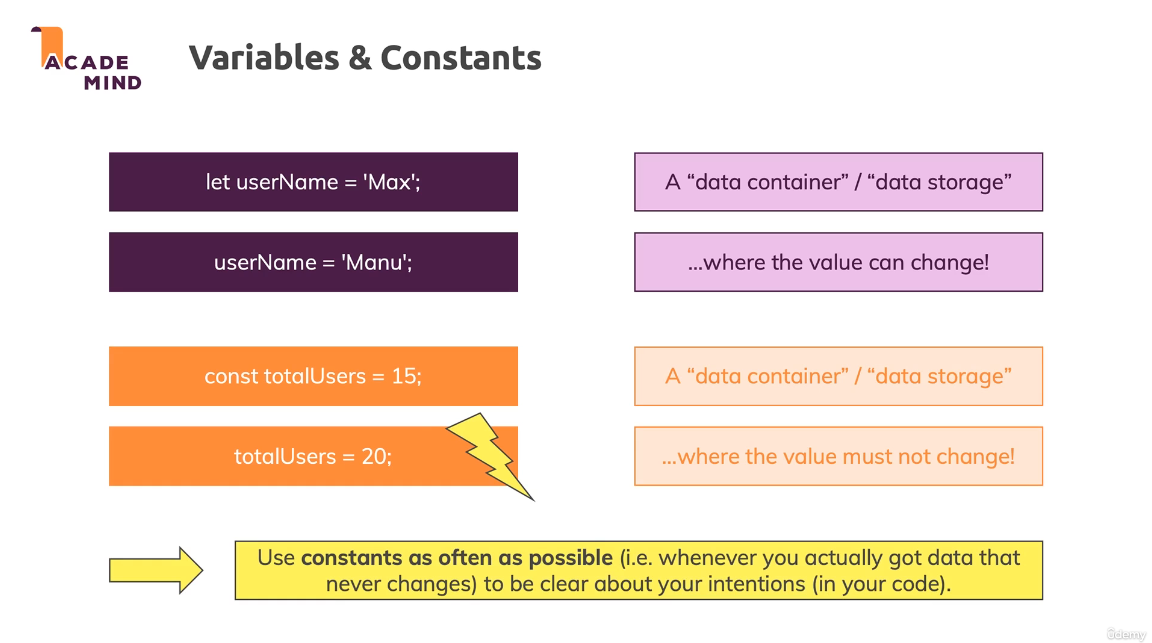 ACADE
MIND
Variables & Constants
let userName = 'Max';
A “data container” / “data storage”
userName = 'Manu';
...where the value can change!
const totalUsers = 15;
A “data container” / “data storage”
totalUsers = 20;
...where the value must not change!
Use constants as often as possible (i.e. whenever you actually got data that
never changes) to be clear about your intentions (in your code).
ûdemy